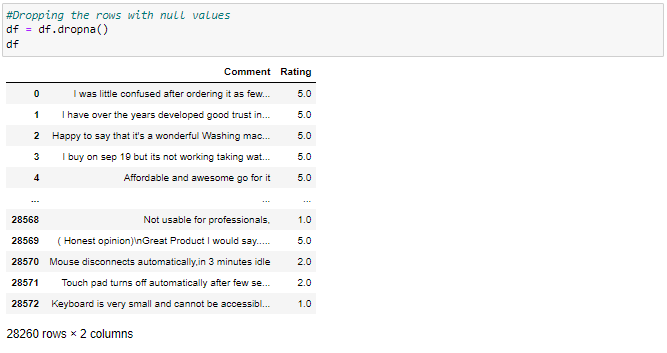 #Dropping the rows with null values
df = df.dropna()
df
Comment Rating
0 I was little confused after ordering it as few... 5.0
1 I have over the years developed good trust in... 5.0
2 Happy to say that it's a wonderful Washing mac... 5.0
3 I buy on sep 19 but its not working taking wat... 5.0
4 Affordable and awesome go for it 5.0
... ... ...
28568 Not usable for professionals, 1.0
28569 ( Honest opinion)\nGreat Product I would say..... 5.0
28570 Mouse disconnects automatically,in 3 minutes idle 2.0
28571 Touch pad turns off automatically after few se... 2.0
28572 Keyboard is very small and cannot be accessibl... 1.0
28260 rows × 2 columns